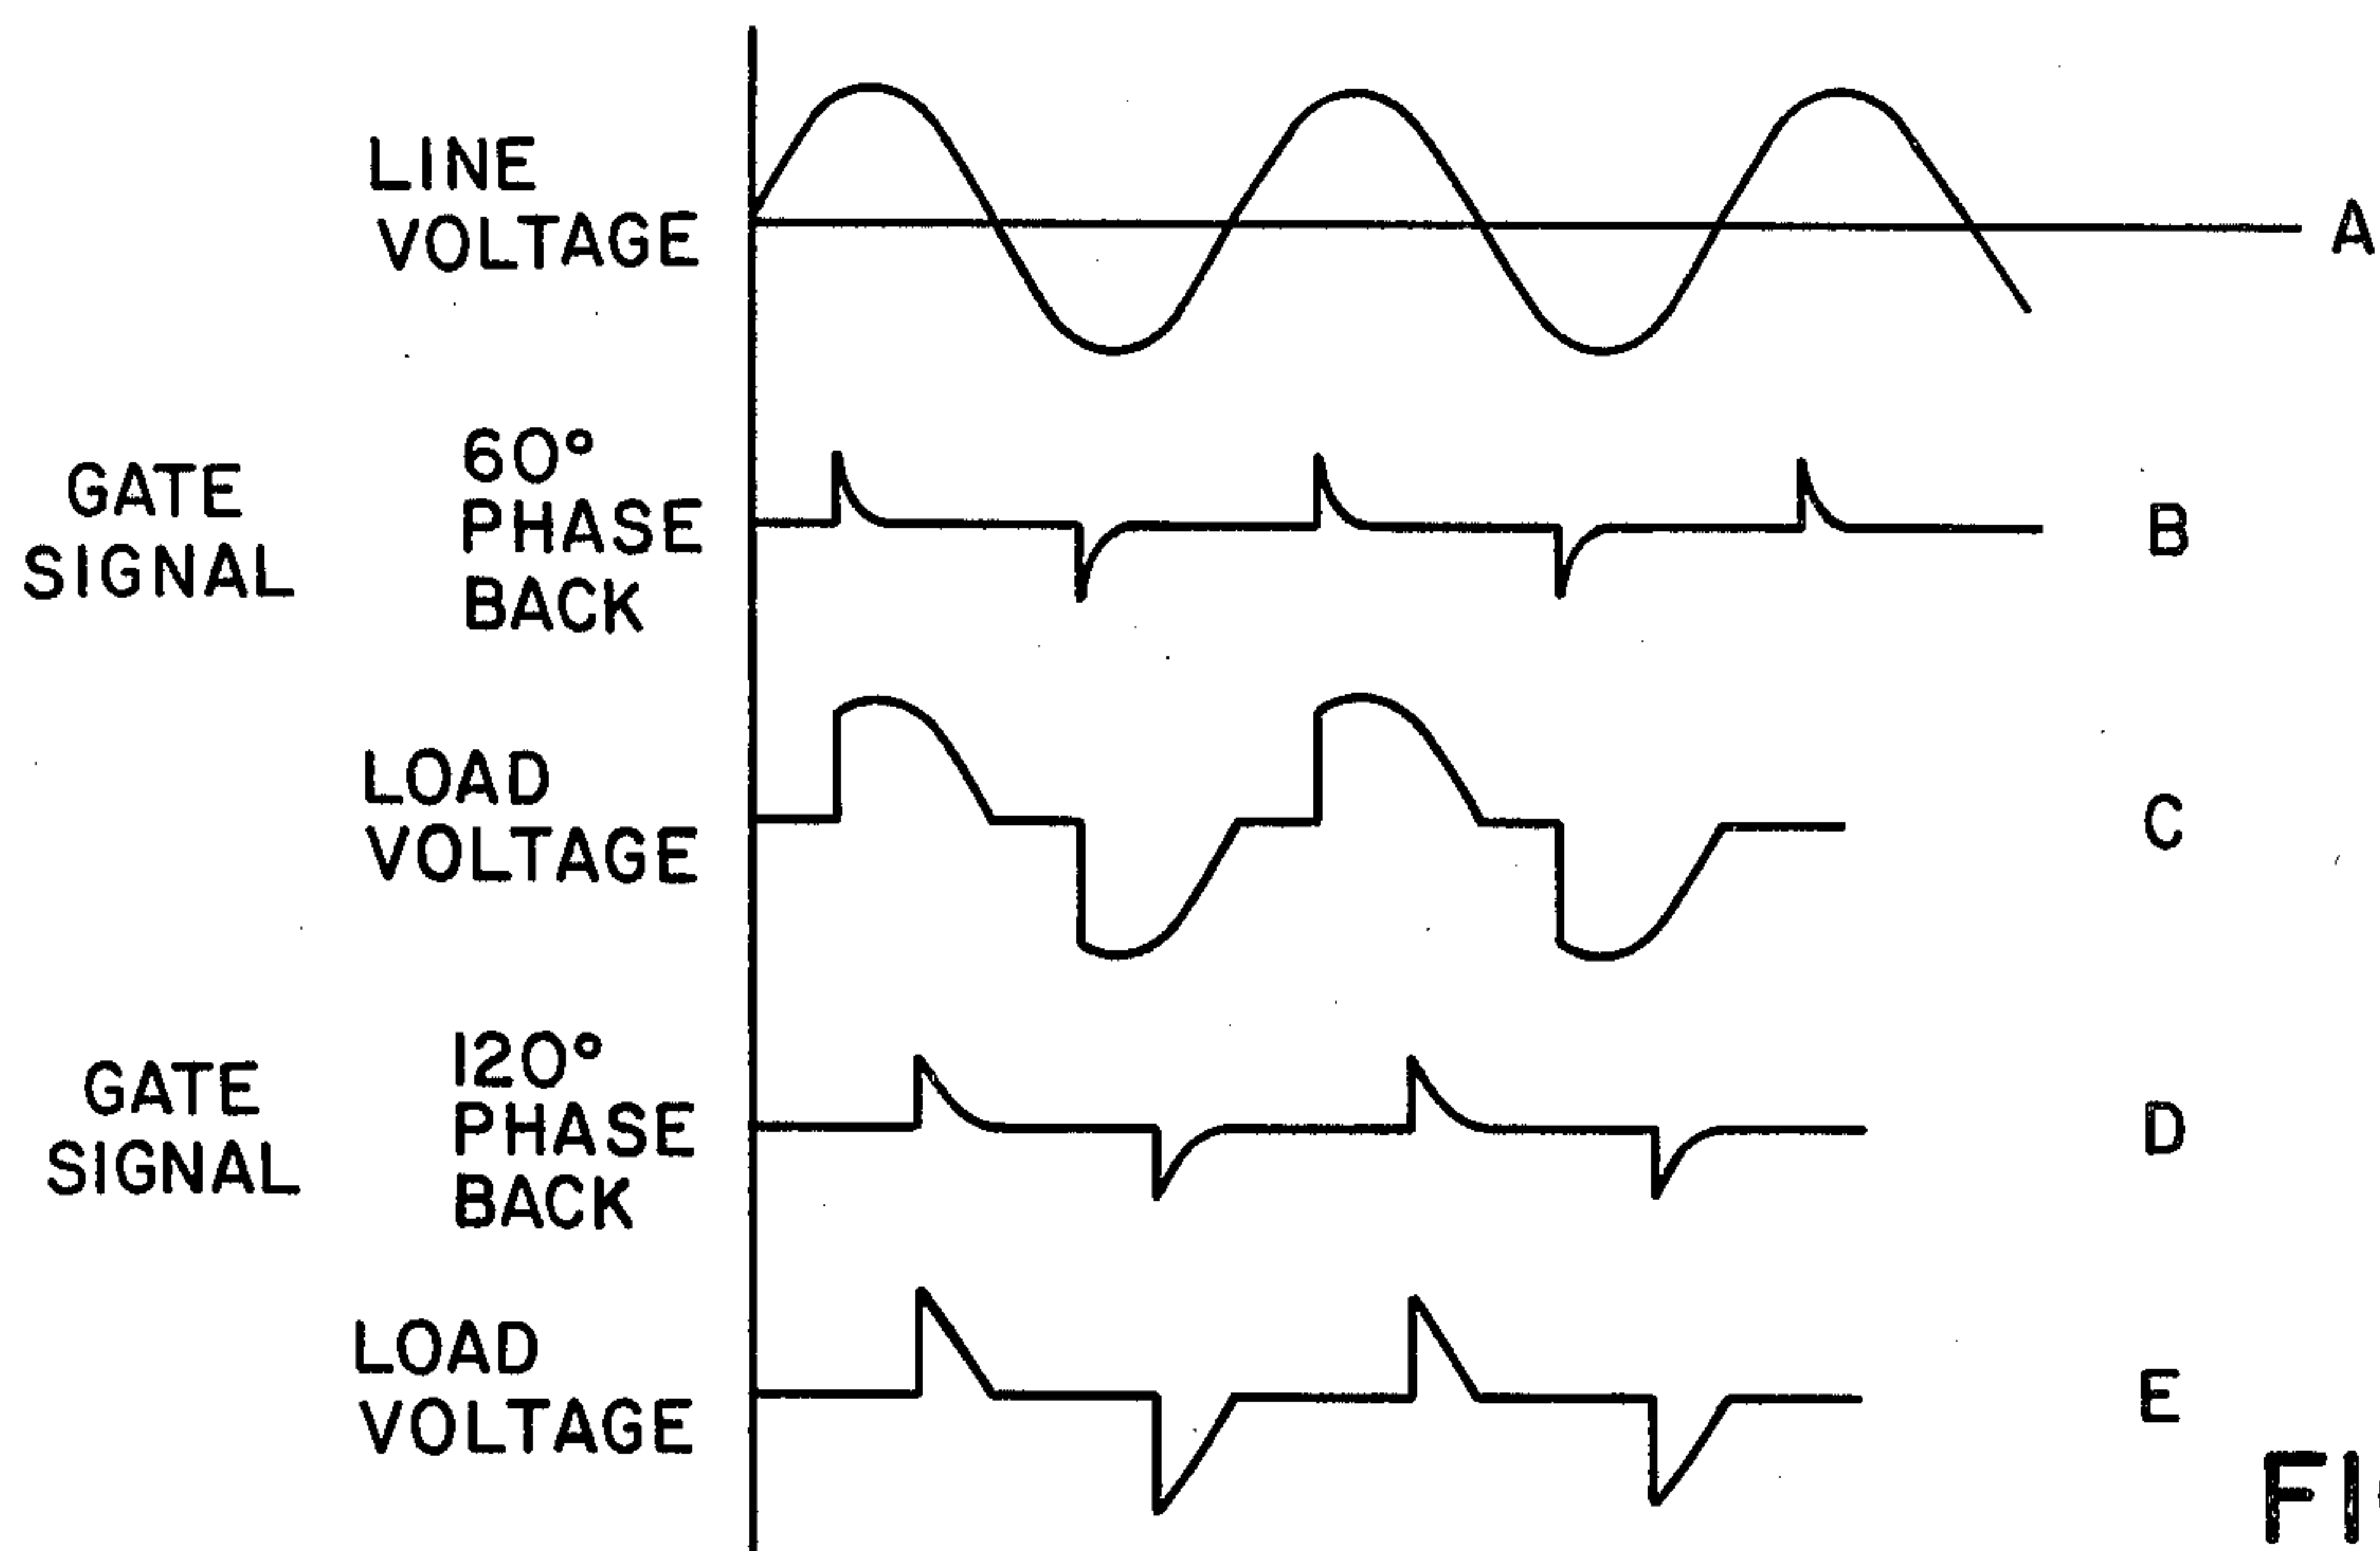 LINE
VOLTAGE
A
GATE
SIGNAL
60°
PHASE
BACK
B
LOAD
VOLTAGE
C
GATE
SIGNAL
120°
PHASE
BACK
D
LOAD
VOLTAGE
E